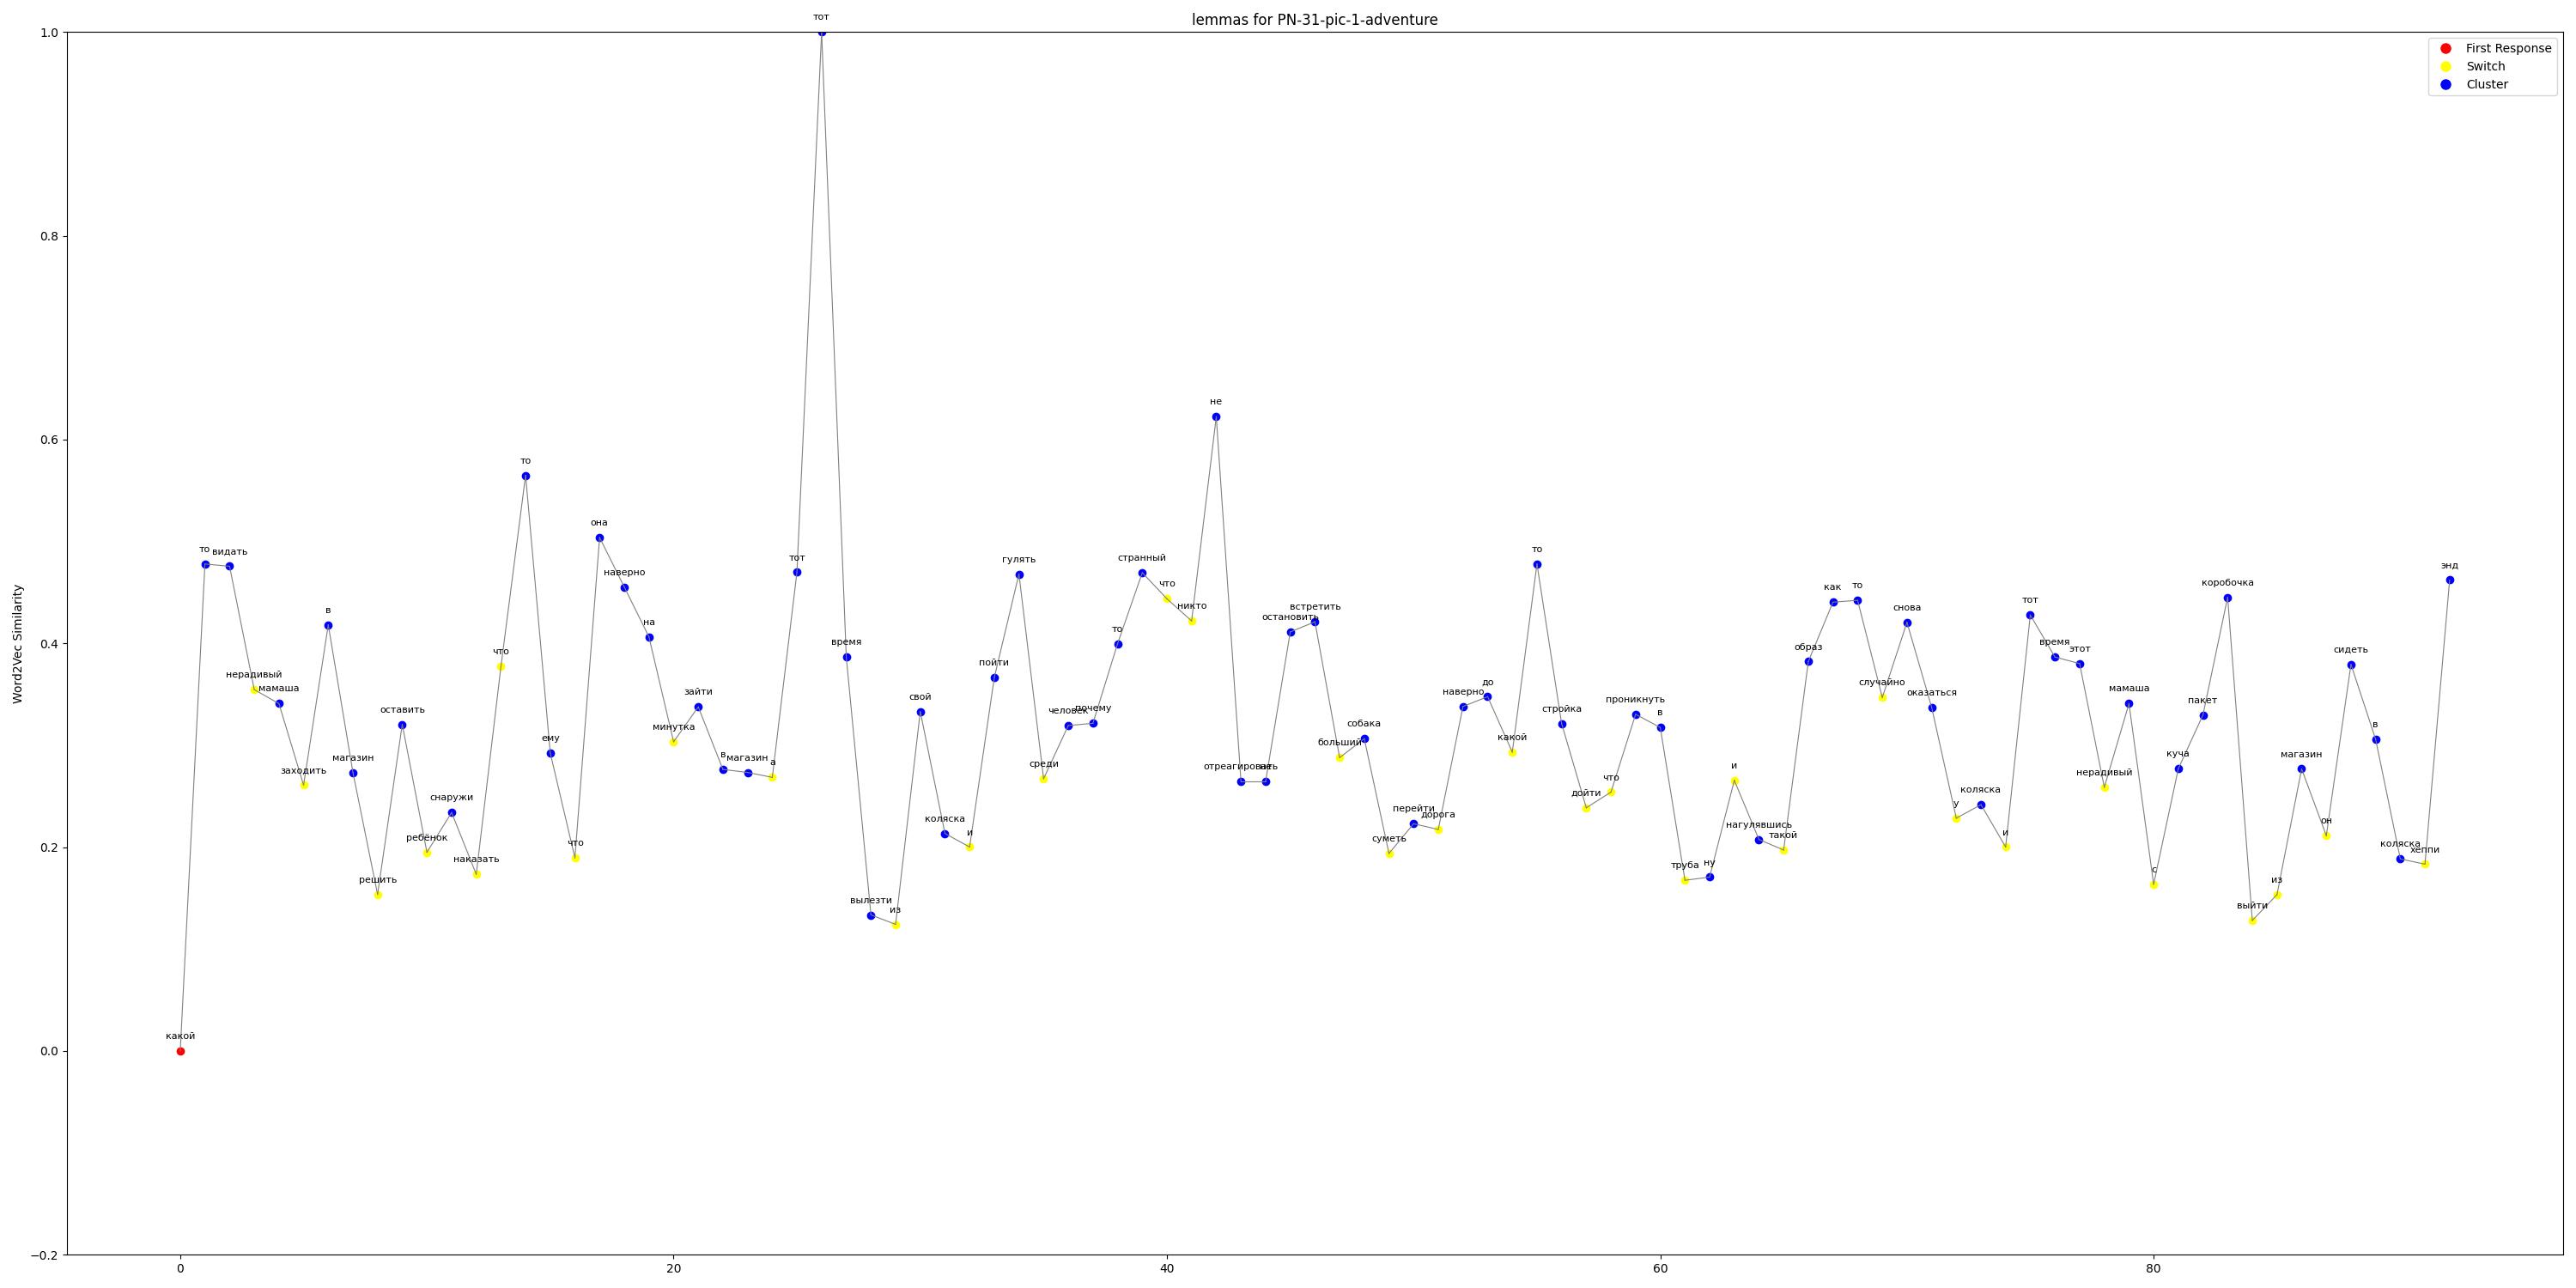 lemmas for PN-31-pic-1-adventure
First Response
Switch
Cluster
Word2Vec Similarity
1.0
0.8
0.6
0.4
0.2
0.0
−0.2
0
20
40
60
80
какой
то
видать
нерадивый
мамаша
заходить
в
магазин
решить
оставить
ребёнок
снаружи
наказать
что
то
ему
что
она
наверно
на
минутка
зайти
в
магазин
а
тот
тот
время
вылезти
из
свой
коляска
и
пойти
гулять
среди
человек
почему
то
странный
что
никто
не
отреагировать
не
остановить
встретить
больший
собака
суметь
перейти
дорога
наверно
до
какой
то
стройка
дойти
что
проникнуть
в
труба
ну
и
нагулявшись
такой
образ
как
то
случайно
снова
оказаться
у
коляска
и
тот
время
этот
нерадивый
мамаша
с
куча
пакет
коробочка
выйти
из
магазин
он
сидеть
в
коляска
хеппи
энд